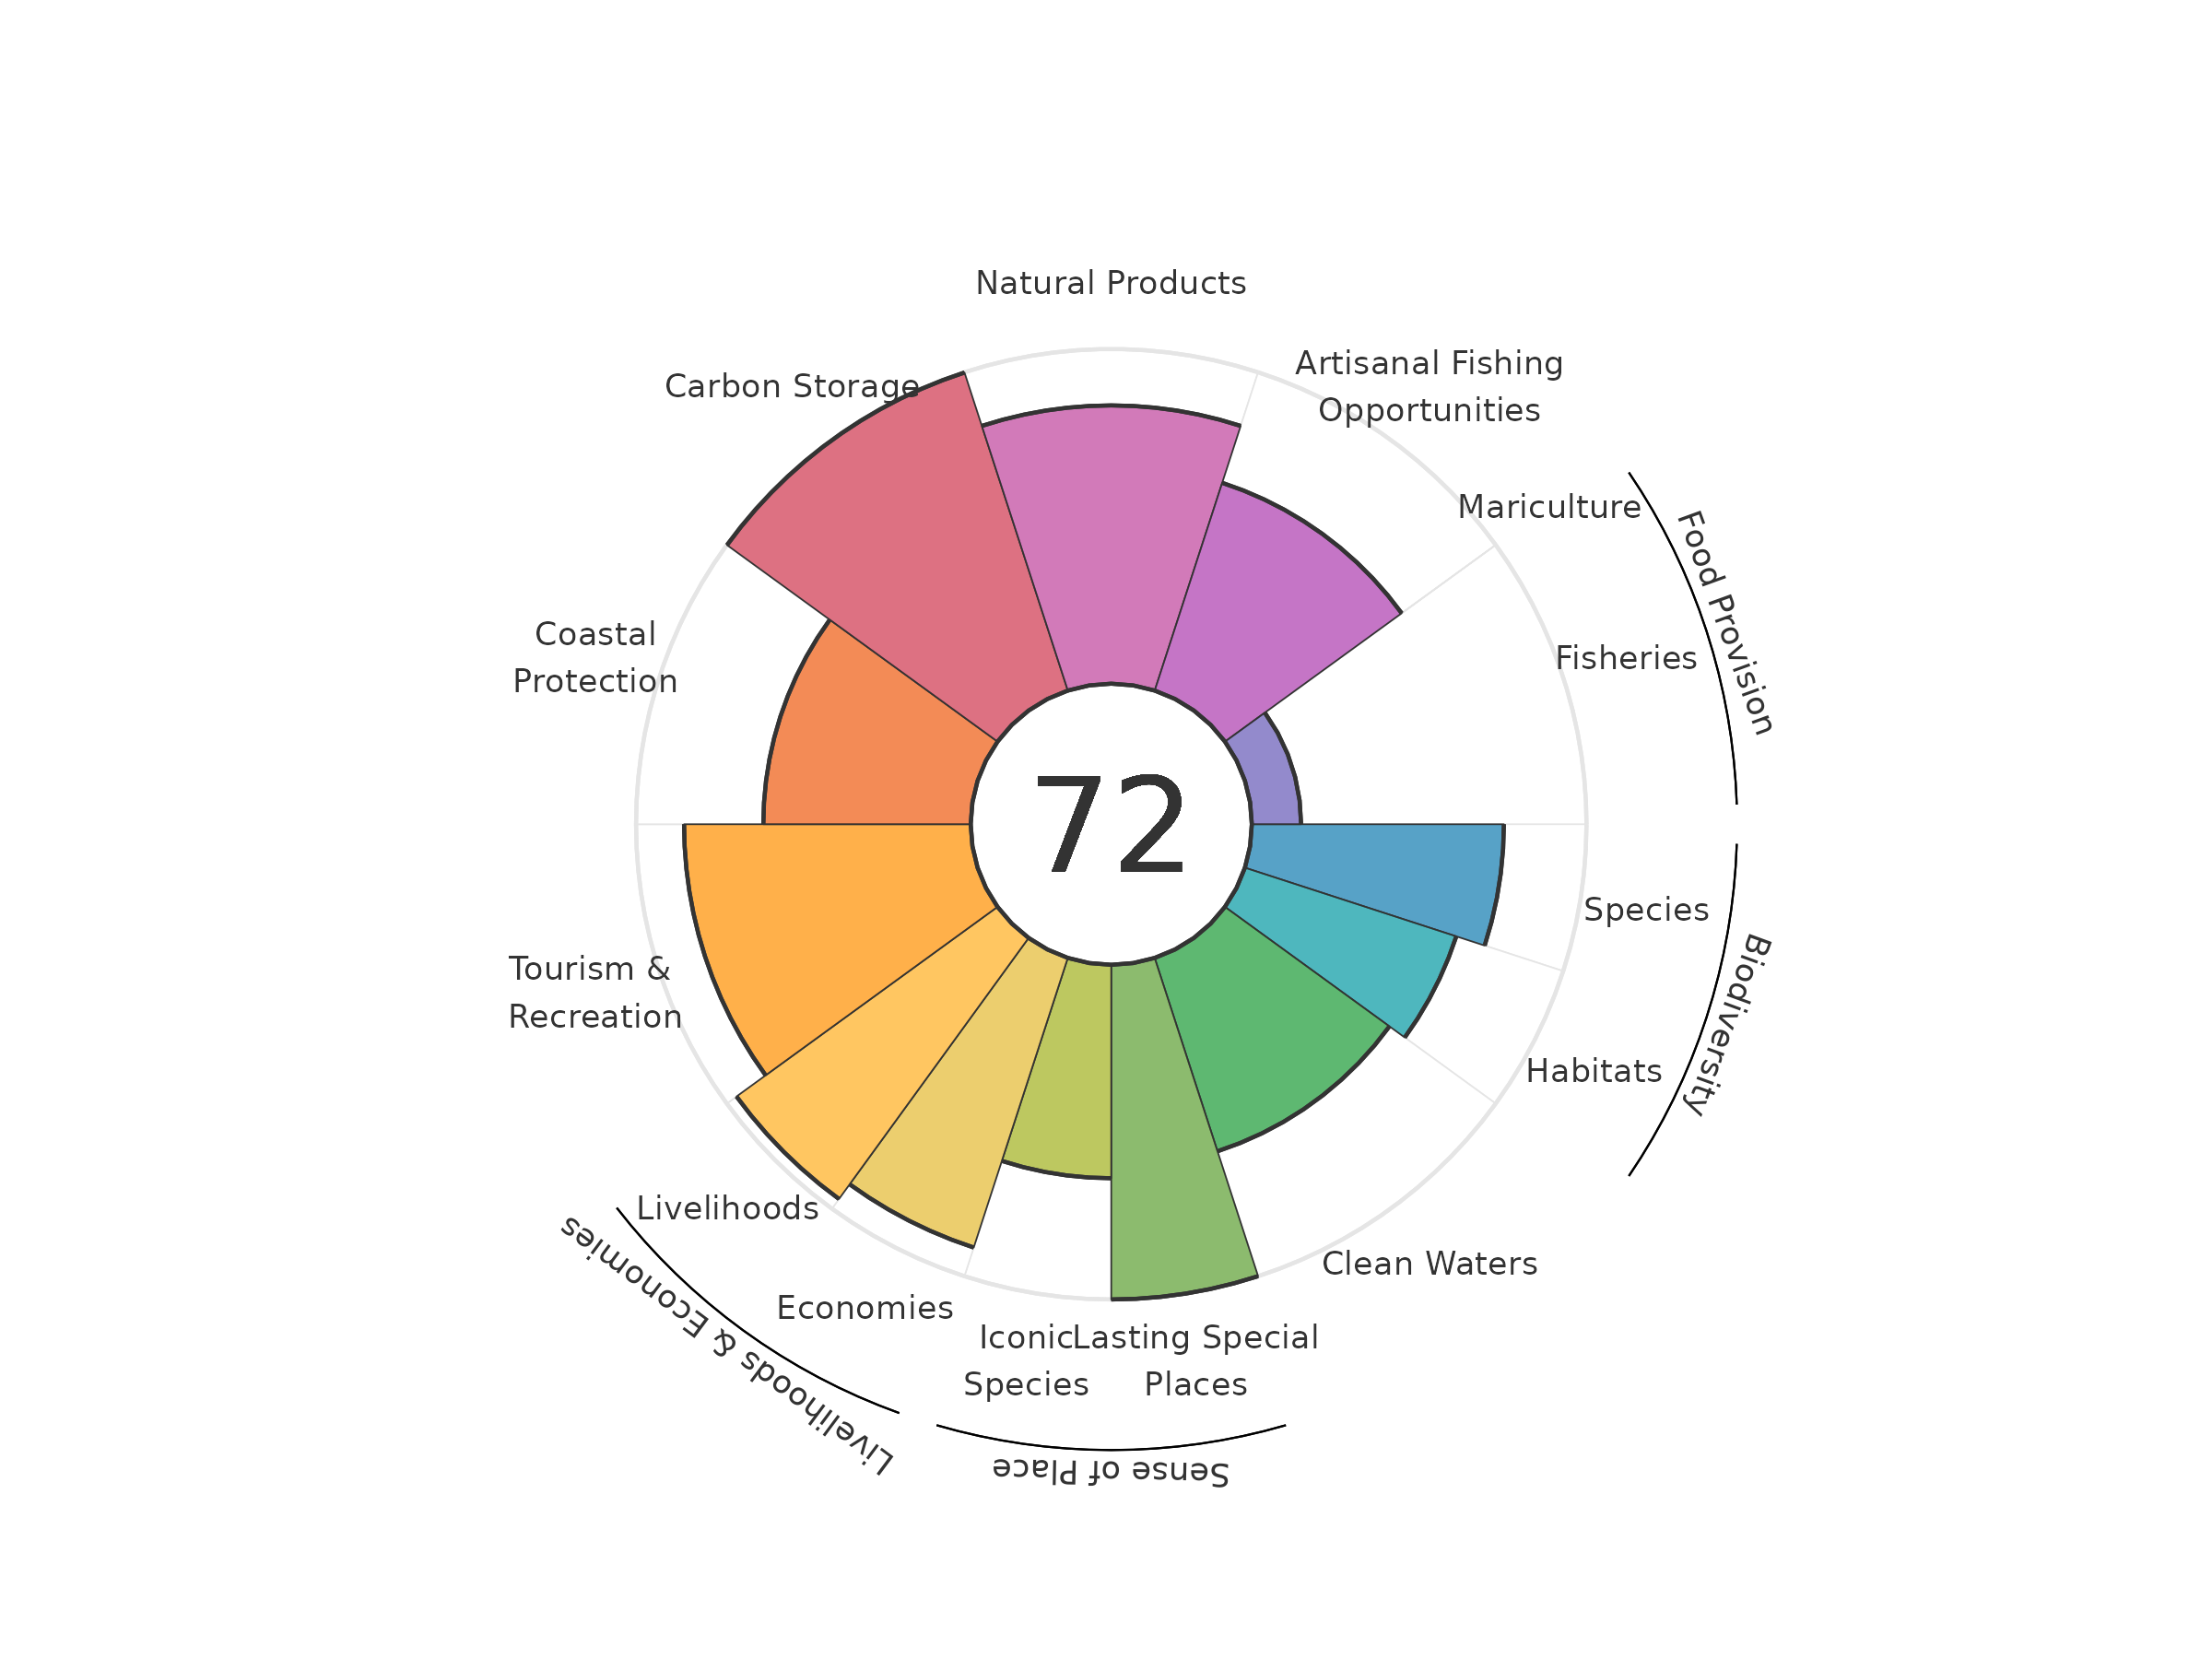 Natural Products
Artisanal Fishing
Opportunities
Carbon Storage
Mariculture
Food Provision
Fisheries
Coastal
Protection
72
Species
Biodiversity
Tourism &
Recreation
Habitats
Livelihoods
Clean Waters
Livelihoods & Economies
Economies
Iconic
Species
Lasting Special
Places
Sense of Place